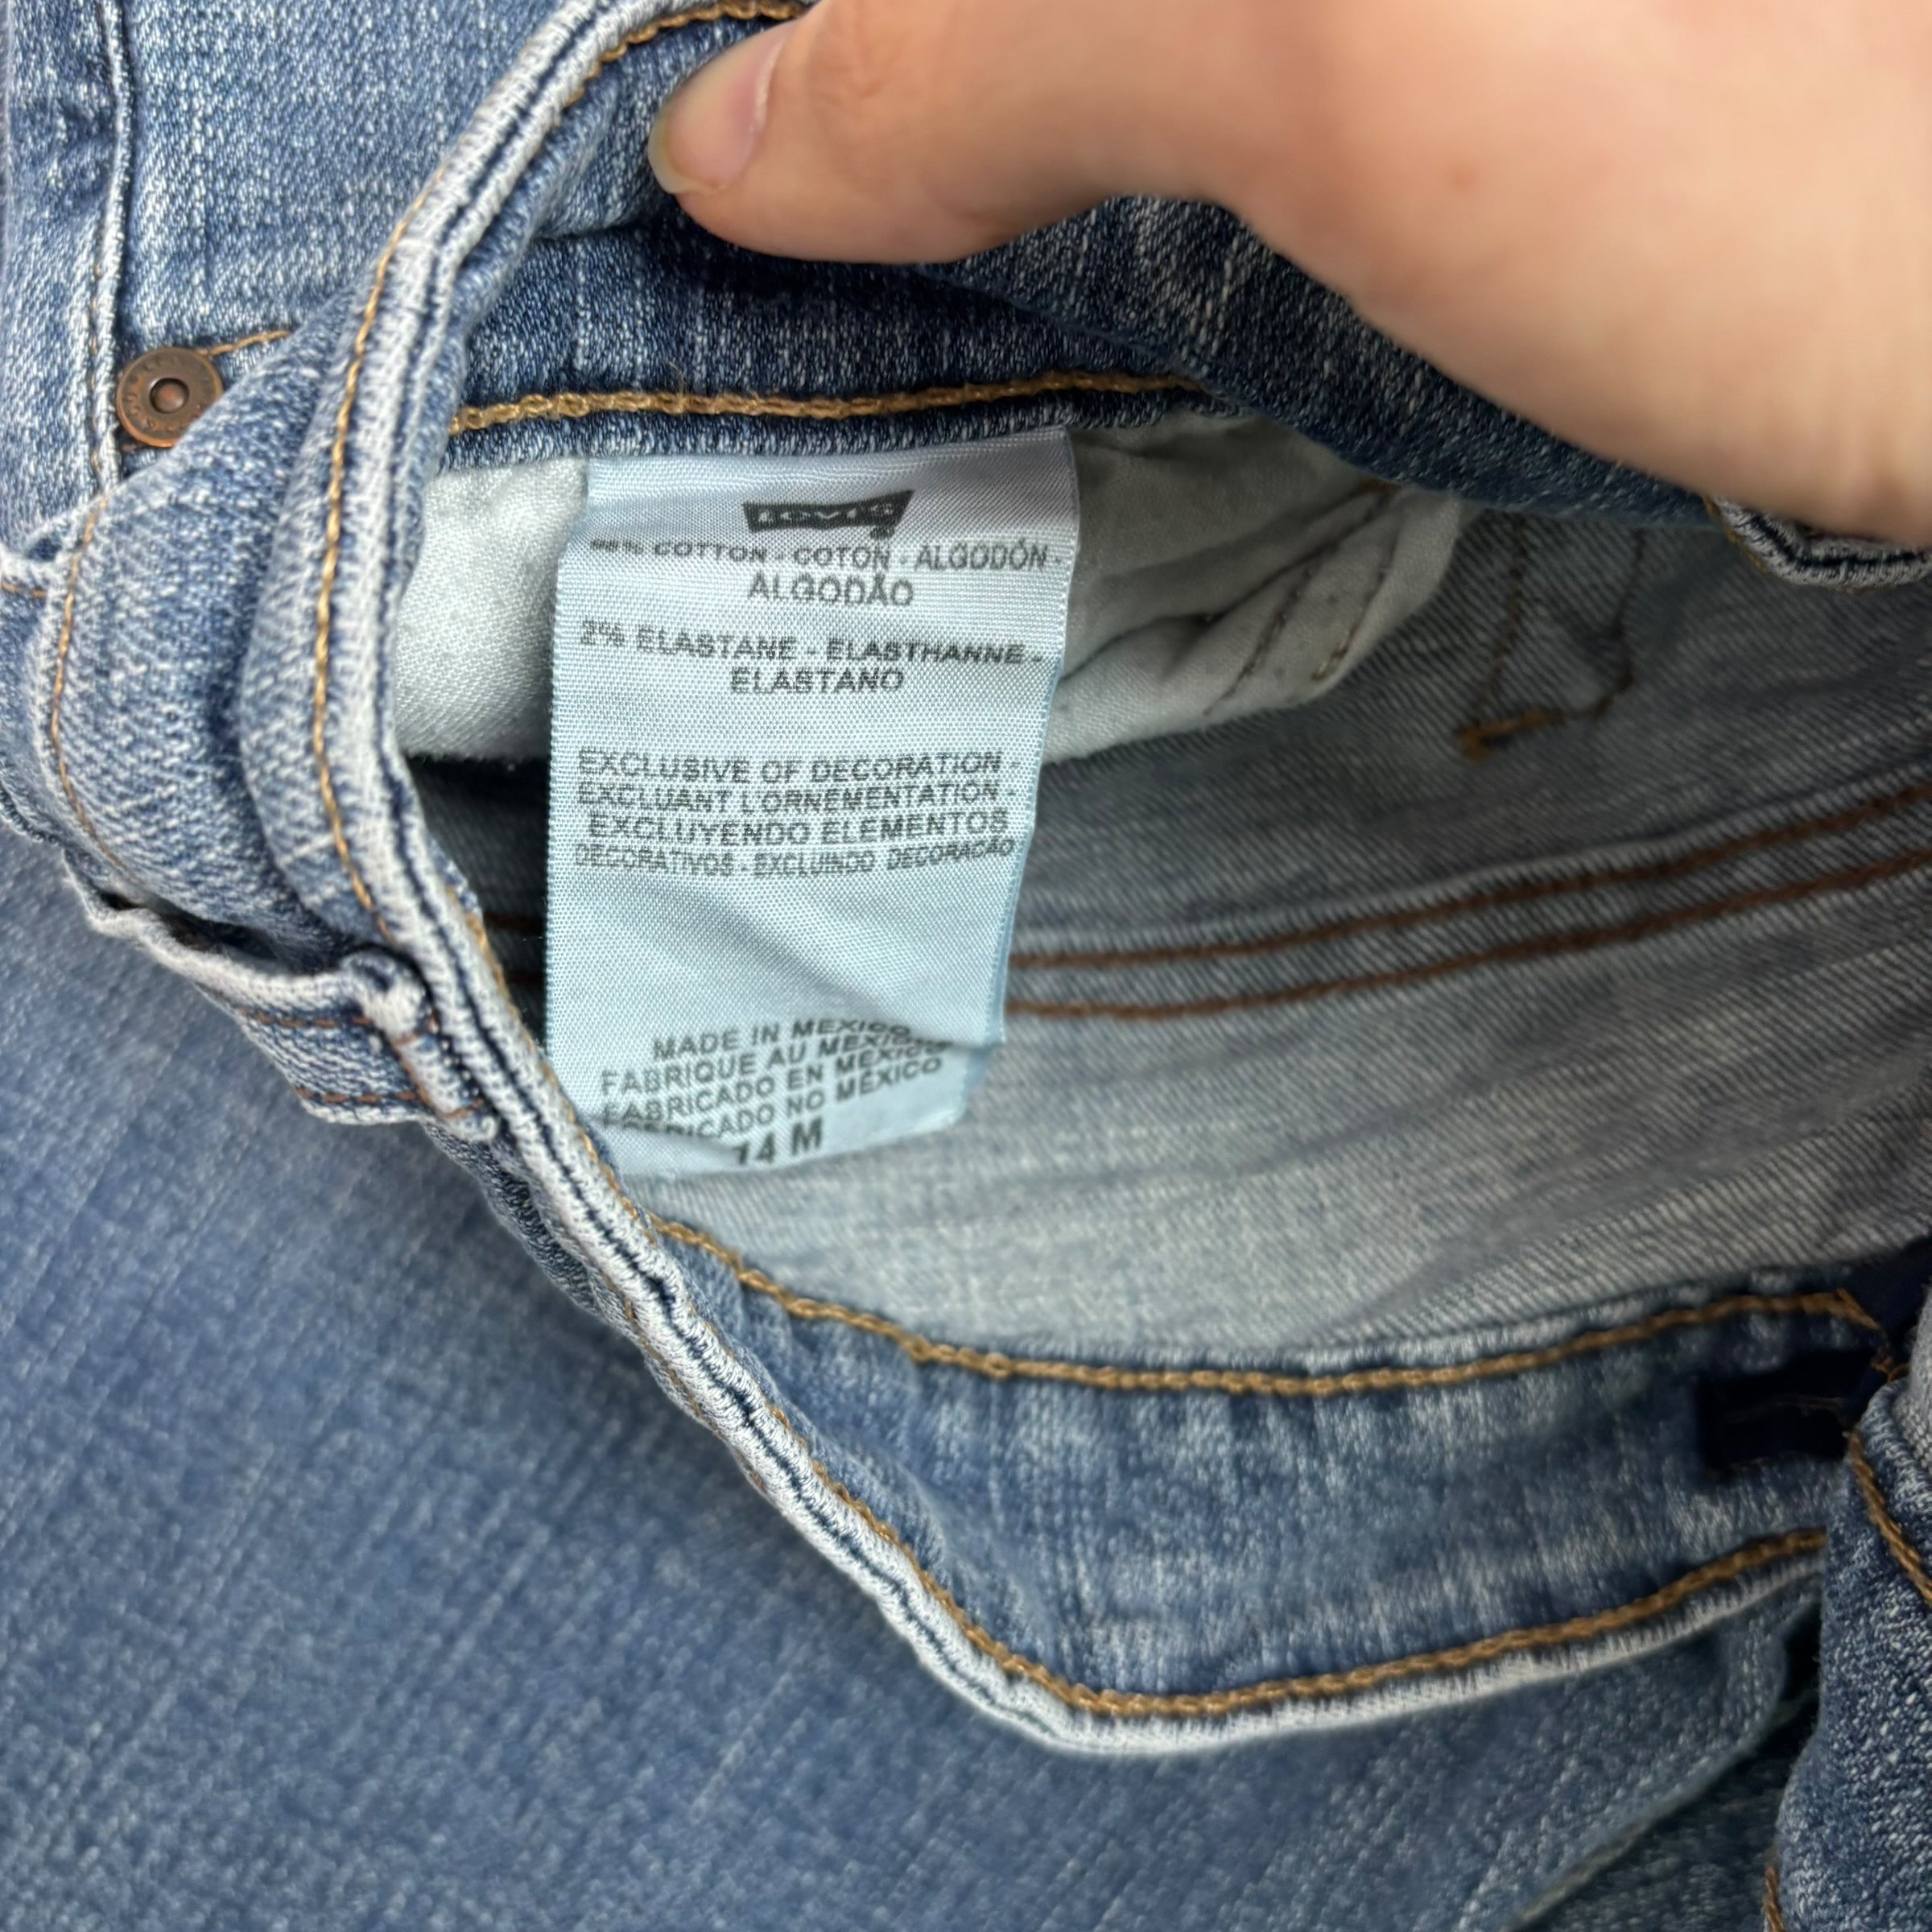 Levi's
98% COTTON - COTON - ALGODÓN -
ALGODÃO
2% ELASTANE - ELASTHANNE -
ELASTANO
EXCLUSIVE OF DECORATION -
EXCLUANT L'ORNEMENTATION -
EXCLUYENDO ELEMENTOS
DECORATIVOS - EXCLUINDO DECORAÇÃO
MADE IN MEXICO
FABRIQUE AU MEXIQUE
FABRICADO EN MEXICO
FABRICADO NO MÉXICO
14 M